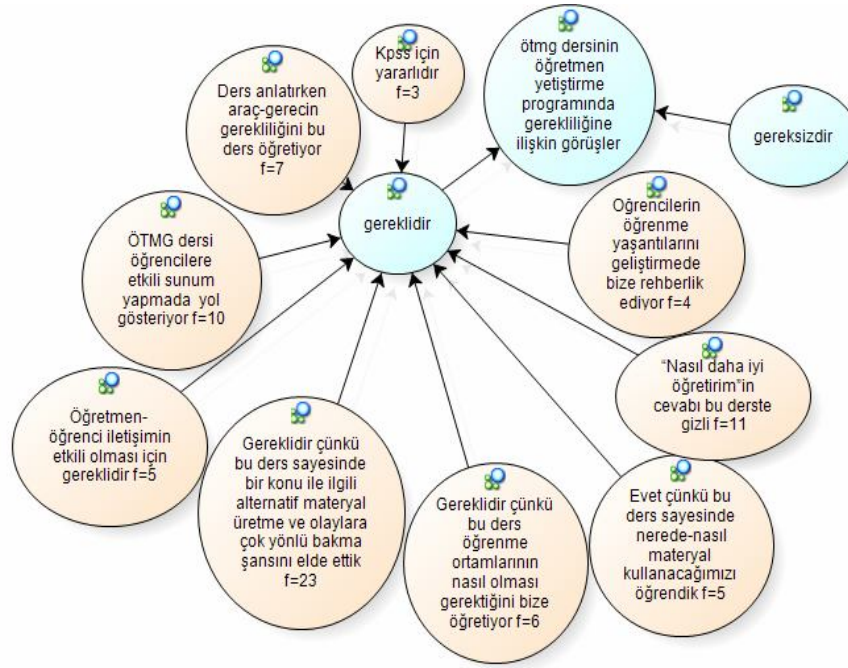 Kpss için
yararlıdır
f=3
ötmg dersinin
öğretmen
yetiştirme
programında
gerekliliğine
ilişkin görüşler
Ders anlatırken
araç-gerecin
gerekliliğini bu
ders öğretiyor
f=7
gereksizdir
gereklidir
Oğrencilerin
öğrenme
yaşantılarını
geliştirmede
bize rehberlik
ediyor f=4
ÖTMG dersi
öğrencilere
etkili sunum
yapmada yol
gösteriyor f=10
"Nasıl daha iyi
öğretirim"in
cevabı bu derste
gizli f=11
Öğretmen-
öğrenci iletişimin
etkili olması için
gereklidir f=5
Gereklidir çünkü
bu ders sayesinde
bir konu ile ilgili
alternatif materyal
üretme ve olaylara
çok yönlü bakma
şansını elde ettik
f=23
Gereklidir çünkü
bu ders
öğrenme
ortamlarının
nasıl olması
gerektiğini bize
öğretiyor f=6
Evet çünkü bu
ders sayesinde
nerede-nasıl
materyal
kullanacağımızı
öğrendik f=5